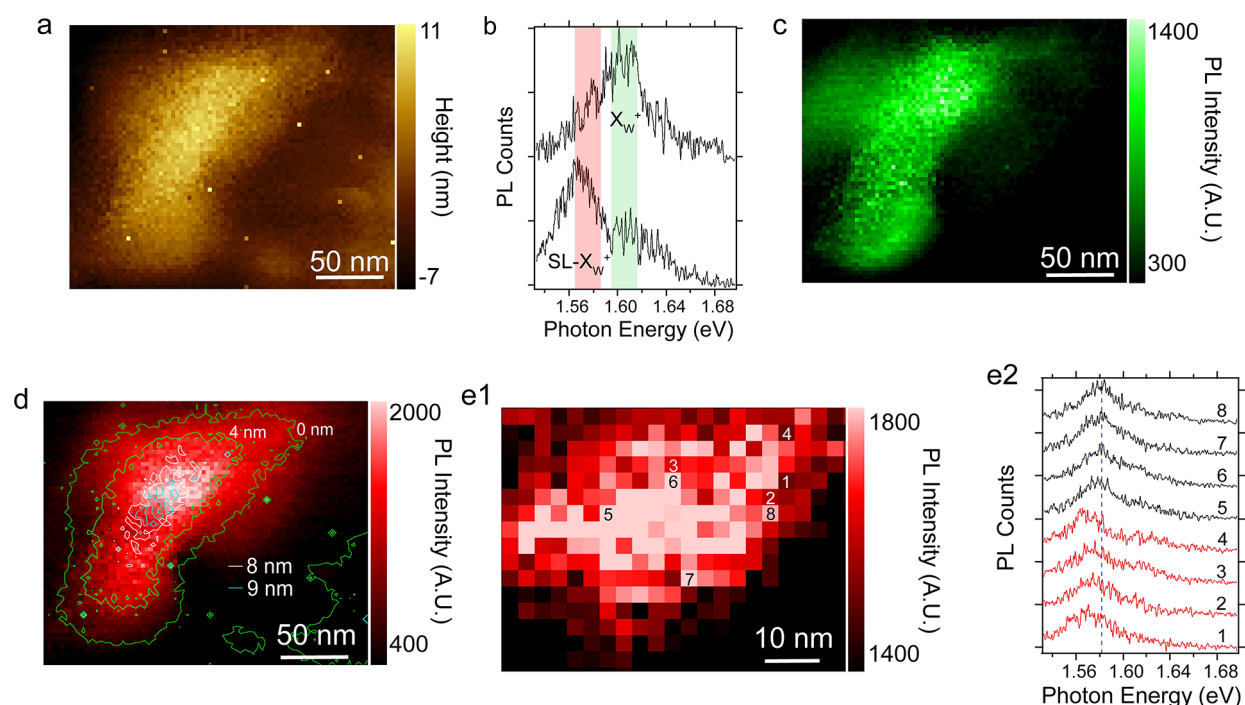 a
11
Height (nm)
-7
50 nm
b
PL Counts
Xw+
SL-Xw+
1.56 1.60 1.64 1.68
Photon Energy (eV)
c
1400
PL Intensity (A.U.)
300
50 nm
d
2000
PL Intensity (A.U.)
400
4 nm
0 nm
8 nm
9 nm
50 nm
e1
4
3
6
1
2
5
8
7
10 nm
1800
PL Intensity (A.U.)
1400
e2
PL Counts
8
7
6
5
4
3
2
1
1.56 1.60 1.64 1.68
Photon Energy (eV)